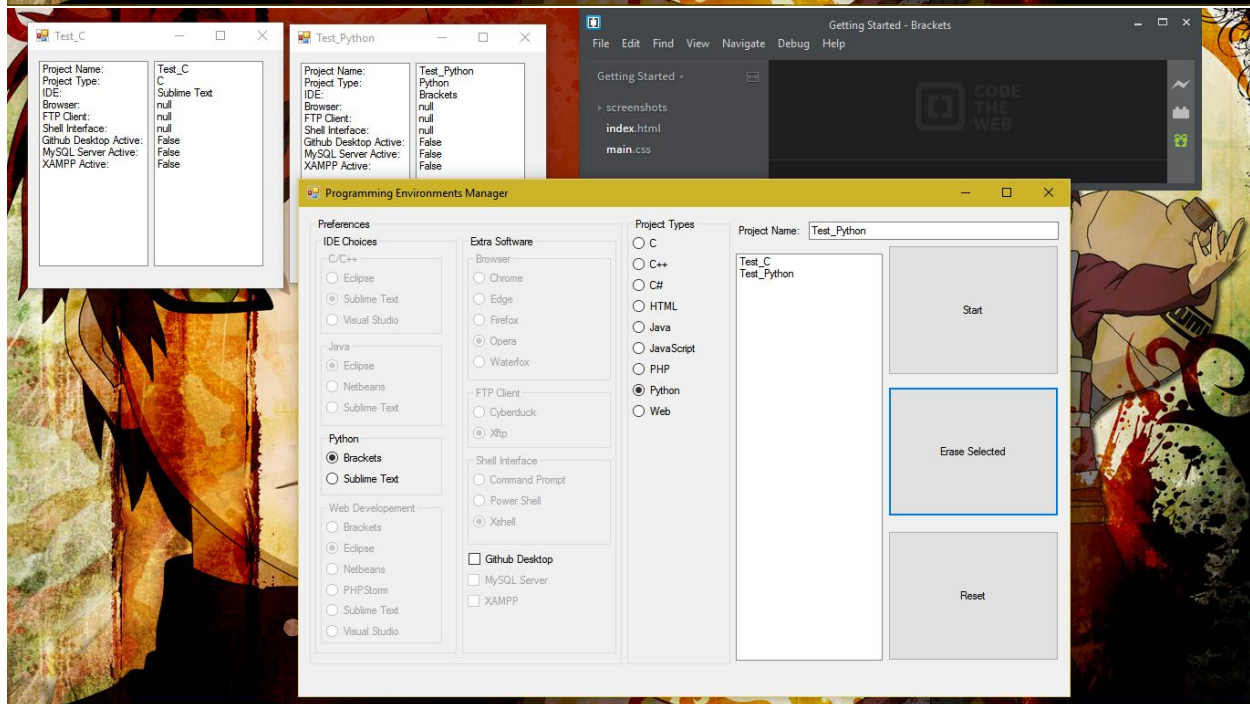 Test_C
Project Name: Test_C
Project Type: C
IDE: Sublime Text
Browser: null
FTP Client: null
Shell Interface: null
Github Desktop Active: False
MySQL Server Active: False
XAMPP Active: False
Test_Python
Project Name: Test_Python
Project Type: Python
IDE: Brackets
Browser: null
FTP Client: null
Shell Interface: null
Github Desktop Active: False
MySQL Server Active: False
XAMPP Active: False
Getting Started - Brackets
File Edit Find View Navigate Debug Help
Getting Started
screenshots
index.html
main.css
CODE
THE
WEB
Programming Environments Manager
Preferences
IDE Choices
C/C++
Eclipse
Sublime Text
Visual Studio
Java
Eclipse
Netbeans
Sublime Text
Python
Brackets
Sublime Text
Web Developement
Brackets
Eclipse
Netbeans
PHPStorm
Sublime Text
Visual Studio
Extra Software
Browser
Chrome
Edge
Firefox
Opera
Waterfox
FTP Client
Cyberduck
Xftp
Shell Interface
Command Prompt
Power Shell
Xshell
Github Desktop
MySQL Server
XAMPP
Project Types
C
C++
C#
HTML
Java
JavaScript
PHP
Python
Web
Project Name: Test_Python
Test_C
Test_Python
Start
Erase Selected
Reset